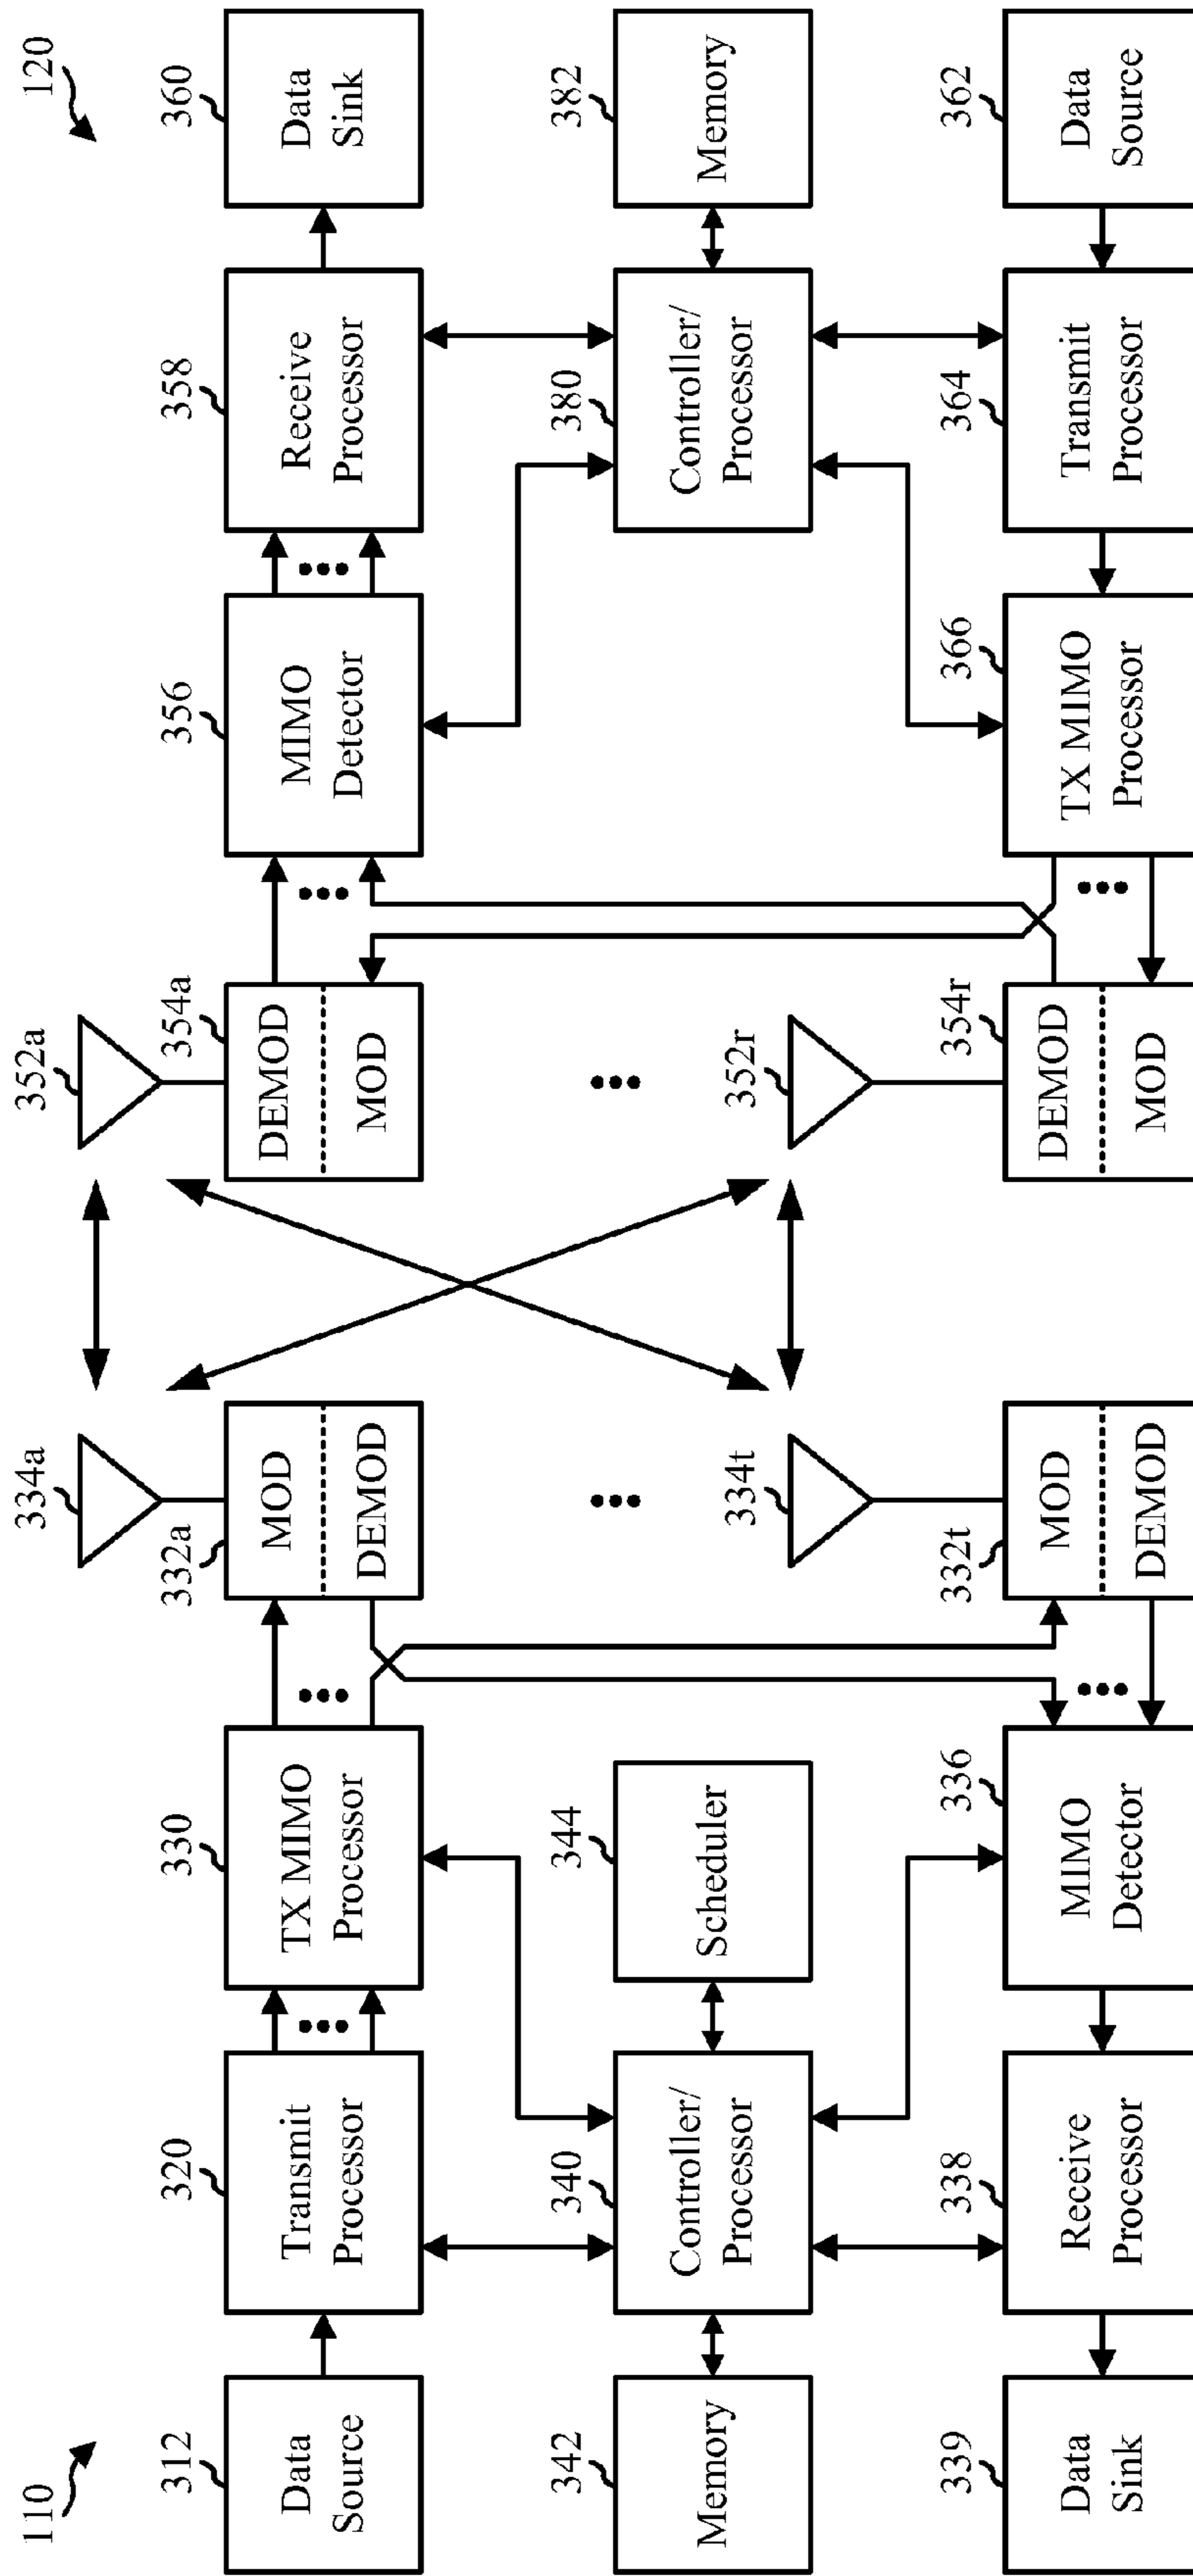 110
120
312
Data
Source
320
Transmit
Processor
330
TX MIMO
Processor
332a
MOD
DEMOD
334a
352a
354a
DEMOD
MOD
356
MIMO
Detector
358
Receive
Processor
360
Data
Sink
342
Memory
340
Controller/
Processor
344
Scheduler
380
Controller/
Processor
382
Memory
339
Data
Sink
338
Receive
Processor
336
MIMO
Detector
332t
MOD
DEMOD
334t
352r
354r
DEMOD
MOD
366
TX MIMO
Processor
364
Transmit
Processor
362
Data
Source